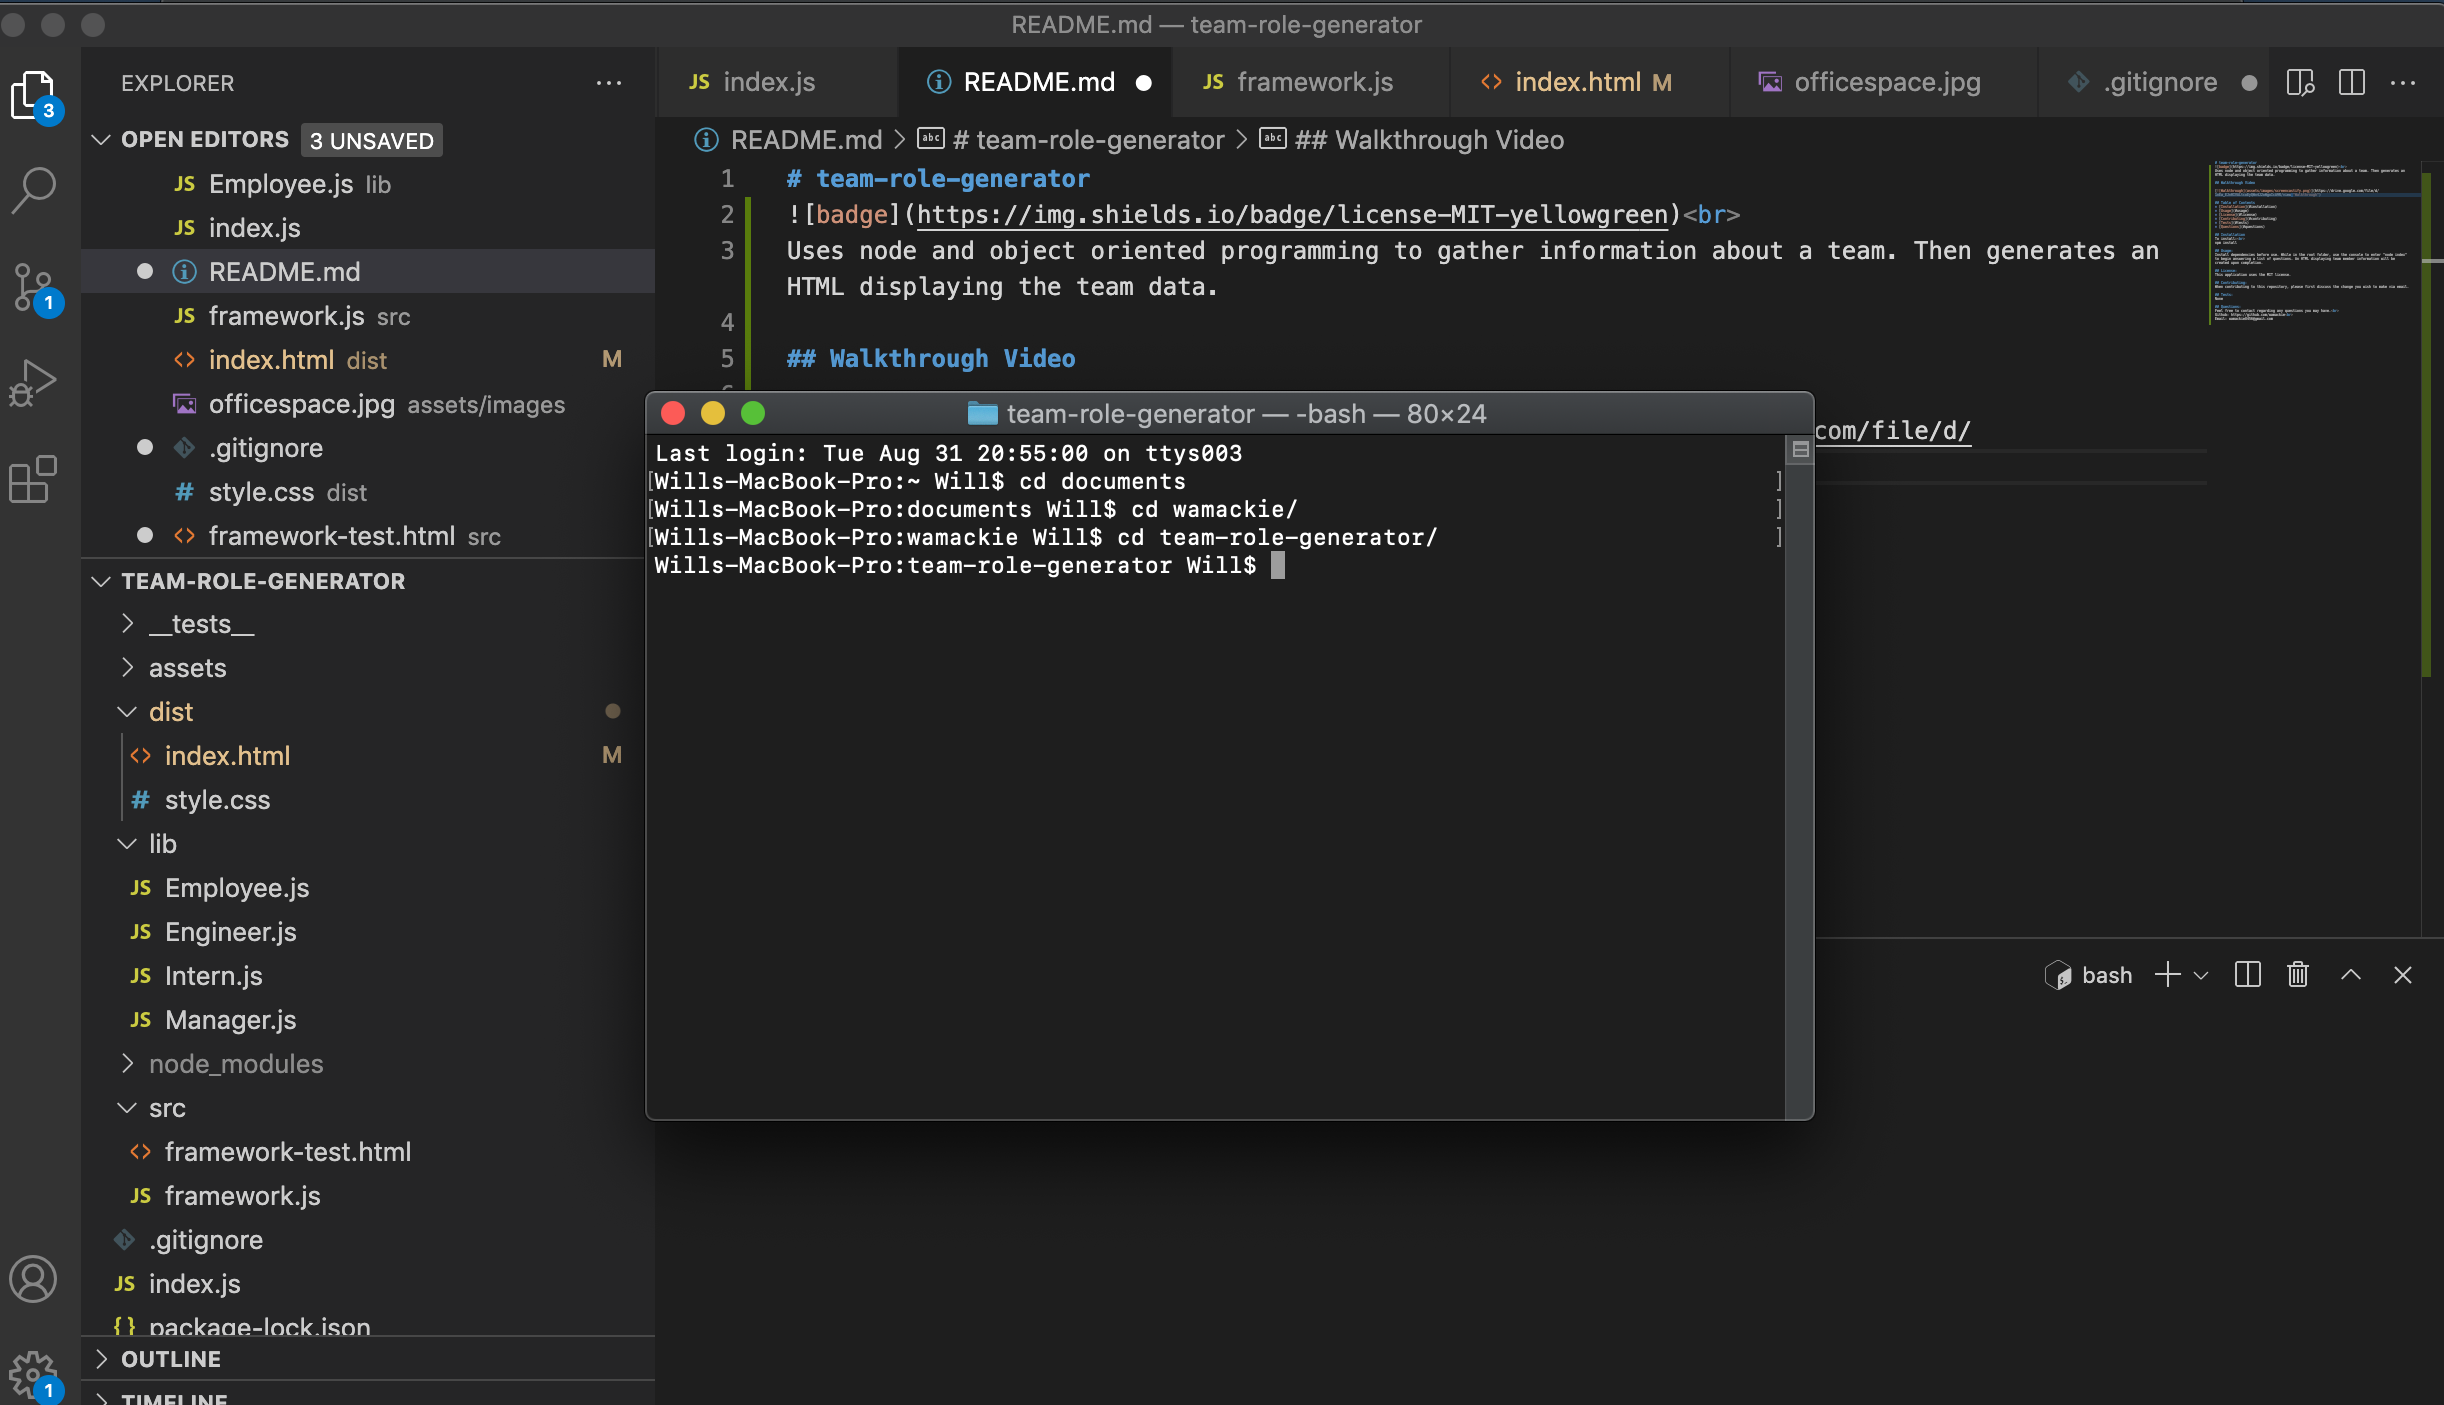 README.md — team-role-generator
EXPLORER
OPEN EDITORS 3 UNSAVED
JS Employee.js lib
JS index.js
README.md
JS framework.js src
<> index.html dist M
officespace.jpg assets/images
.gitignore
# style.css dist
<> framework-test.html src
TEAM-ROLE-GENERATOR
__tests__
assets
dist
<> index.html M
# style.css
lib
JS Employee.js
JS Engineer.js
JS Intern.js
JS Manager.js
node_modules
src
<> framework-test.html
JS framework.js
.gitignore
JS index.js
{} package-lock.json
OUTLINE
TIMELINE
3
1
1
JS index.js README.md JS framework.js <> index.html M officespace.jpg .gitignore
README.md > abc # team-role-generator > abc ## Walkthrough Video
1 # team-role-generator
2 ![badge](https://img.shields.io/badge/license-MIT-yellowgreen)<br>
3 Uses node and object oriented programming to gather information about a team. Then generates an
HTML displaying the team data.
4
5 ## Walkthrough Video
com/file/d/
team-role-generator — -bash — 80×24
Last login: Tue Aug 31 20:55:00 on ttys003
[Wills-MacBook-Pro:~ Will$ cd documents ]
[Wills-MacBook-Pro:documents Will$ cd wamackie/ ]
[Wills-MacBook-Pro:wamackie Will$ cd team-role-generator/ ]
Wills-MacBook-Pro:team-role-generator Will$
bash